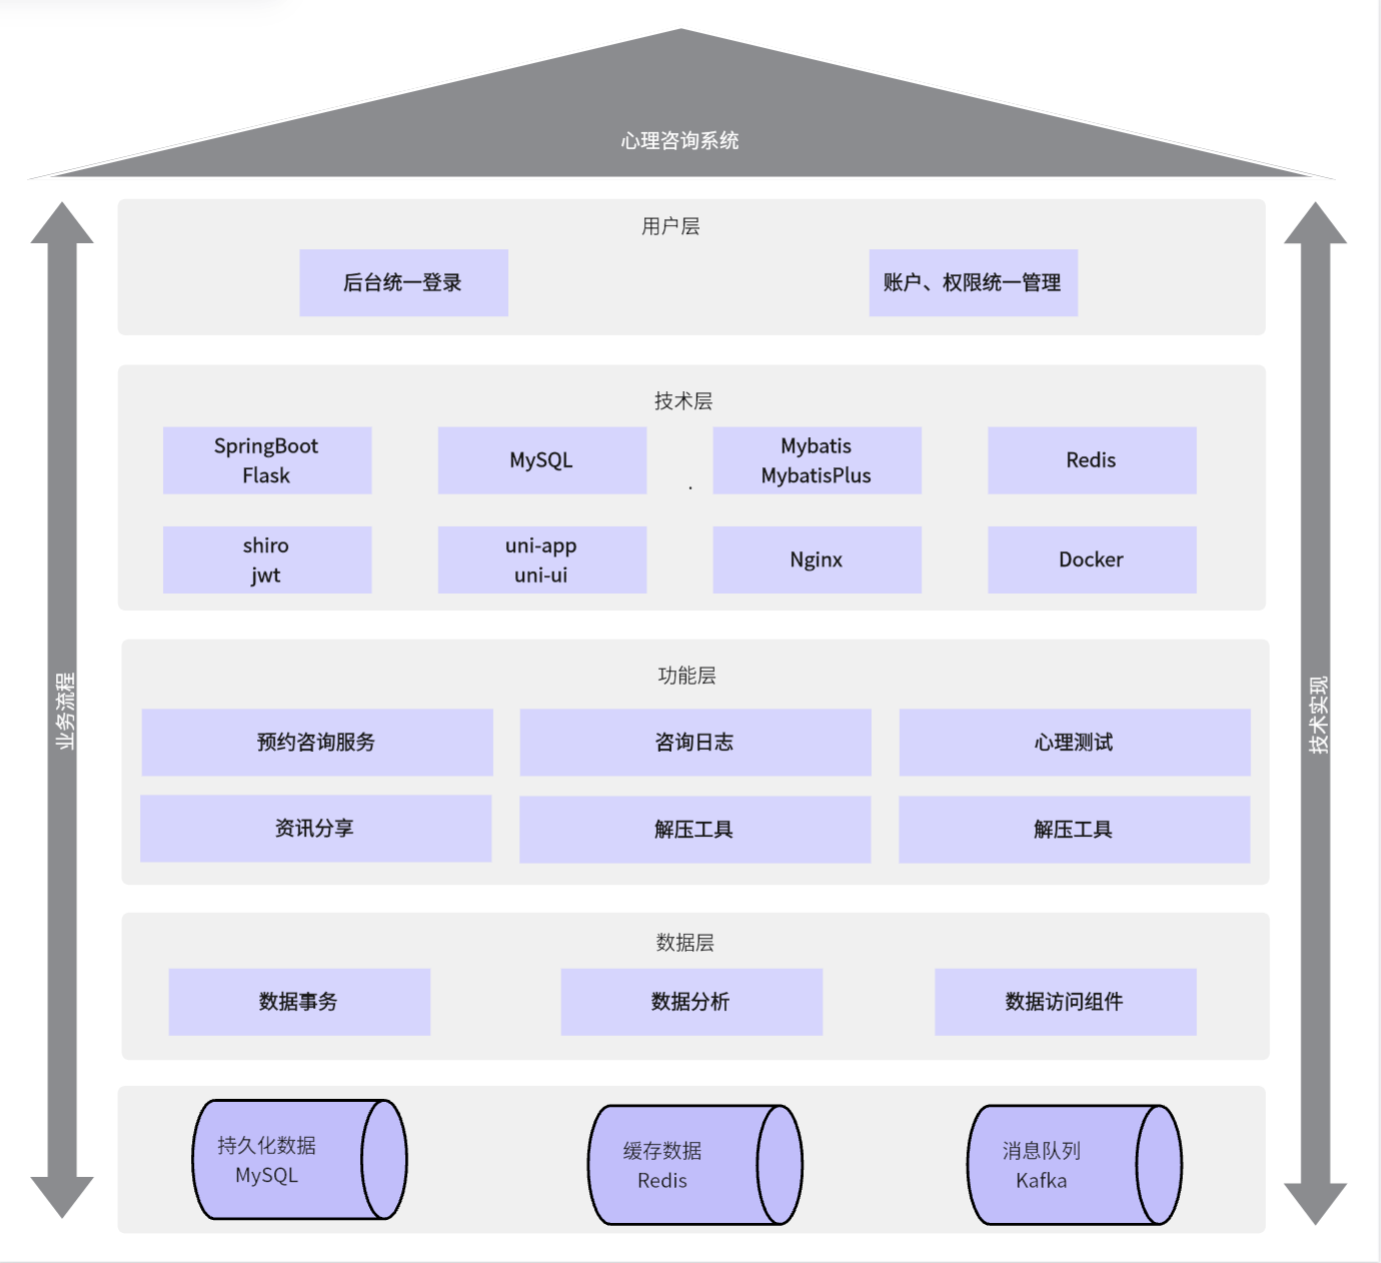 心理咨询系统
用户层
后台统一登录
账户、权限统一管理
技术层
SpringBoot
Flask
MySQL
Mybatis
MybatisPlus
Redis
.
shiro
jwt
uni-app
uni-ui
Nginx
Docker
业务流程
技术实现
功能层
预约咨询服务
咨询日志
心理测试
资讯分享
解压工具
解压工具
数据层
数据事务
数据分析
数据访问组件
持久化数据
MySQL
缓存数据
Redis
消息队列
Kafka